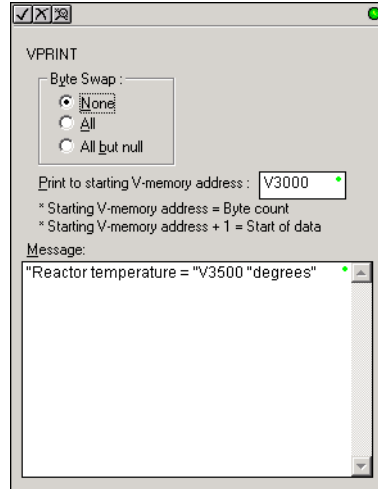 VPRINT
Byte Swap :
None
All
All but null
Print to starting V-memory address : V3000
* Starting V-memory address = Byte count
* Starting V-memory address + 1 = Start of data
Message:
"Reactor temperature = "V3500 "degrees"